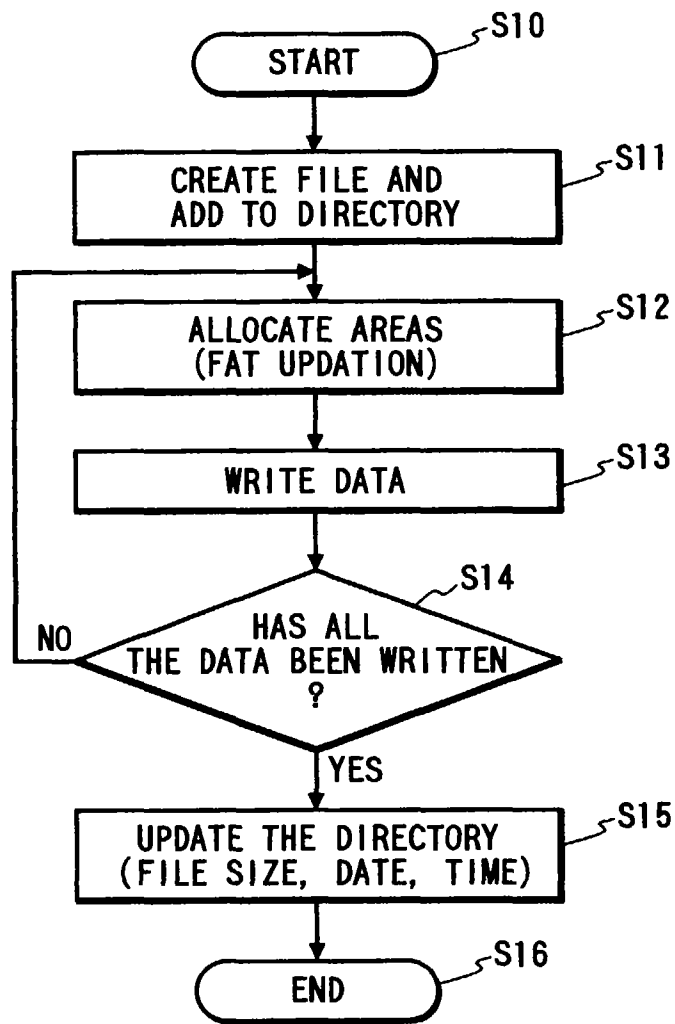 S10
START
S11
CREATE FILE AND
ADD TO DIRECTORY
S12
ALLOCATE AREAS
(FAT UPDATION)
S13
WRITE DATA
S14
HAS ALL
THE DATA BEEN WRITTEN
?
NO
YES
S15
UPDATE THE DIRECTORY
(FILE SIZE, DATE, TIME)
S16
END